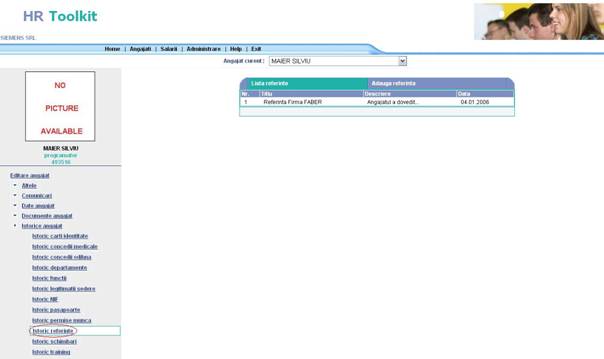 HR Toolkit
SIEMENS SRL
Home | Angajati | Salarii | Administrare | Help | Exit
Angajat curent: MAIER SILVIU
NO
PICTURE
AVAILABLE
MAIER SILVIU
programator
493516
Lista referinte Adauga referinta
Nr. Titlu Descriere Data
1 Referinta Firma FABER Angajatul a dovedit... 04.01.2006
Editare angajat
Altele
Comunicari
Date angajat
Documente angajat
Istorice angajat
Istoric carti identitate
Istoric concedii medicale
Istoric concedii odihna
Istoric departamente
Istoric functii
Istoric legitimatii sedere
Istoric NIF
Istoric pasapoarte
Istoric permise munca
Istoric referinte
Istoric schimbari
Istoric training